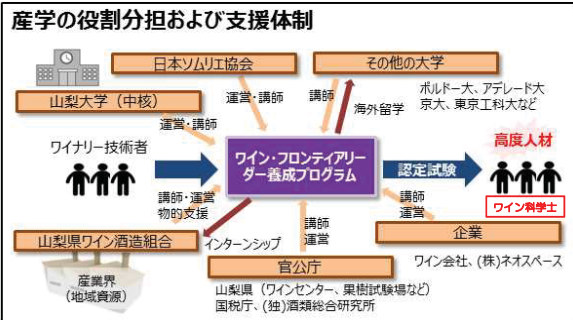 産学の役割分担および支援体制
日本ソムリエ協会
その他の大学
山梨大学（中核）
運営・講師
講師
海外留学
ボルドー大、アデレード大
京大、東京工科大など
運営・講師
ワイナリー技術者
ワイン・フロンティアリー
ダー養成プログラム
認定試験
高度人材
ワイン科学士
講師・運営
物的支援
山梨県ワイン酒造組合
インターンシップ
講師
運営
講師
運営
企業
ワイン会社、(株)ネオスペース
産業界
（地域資源）
官公庁
山梨県（ワインセンター、果樹試験場など）
国税庁、(独)酒類総合研究所